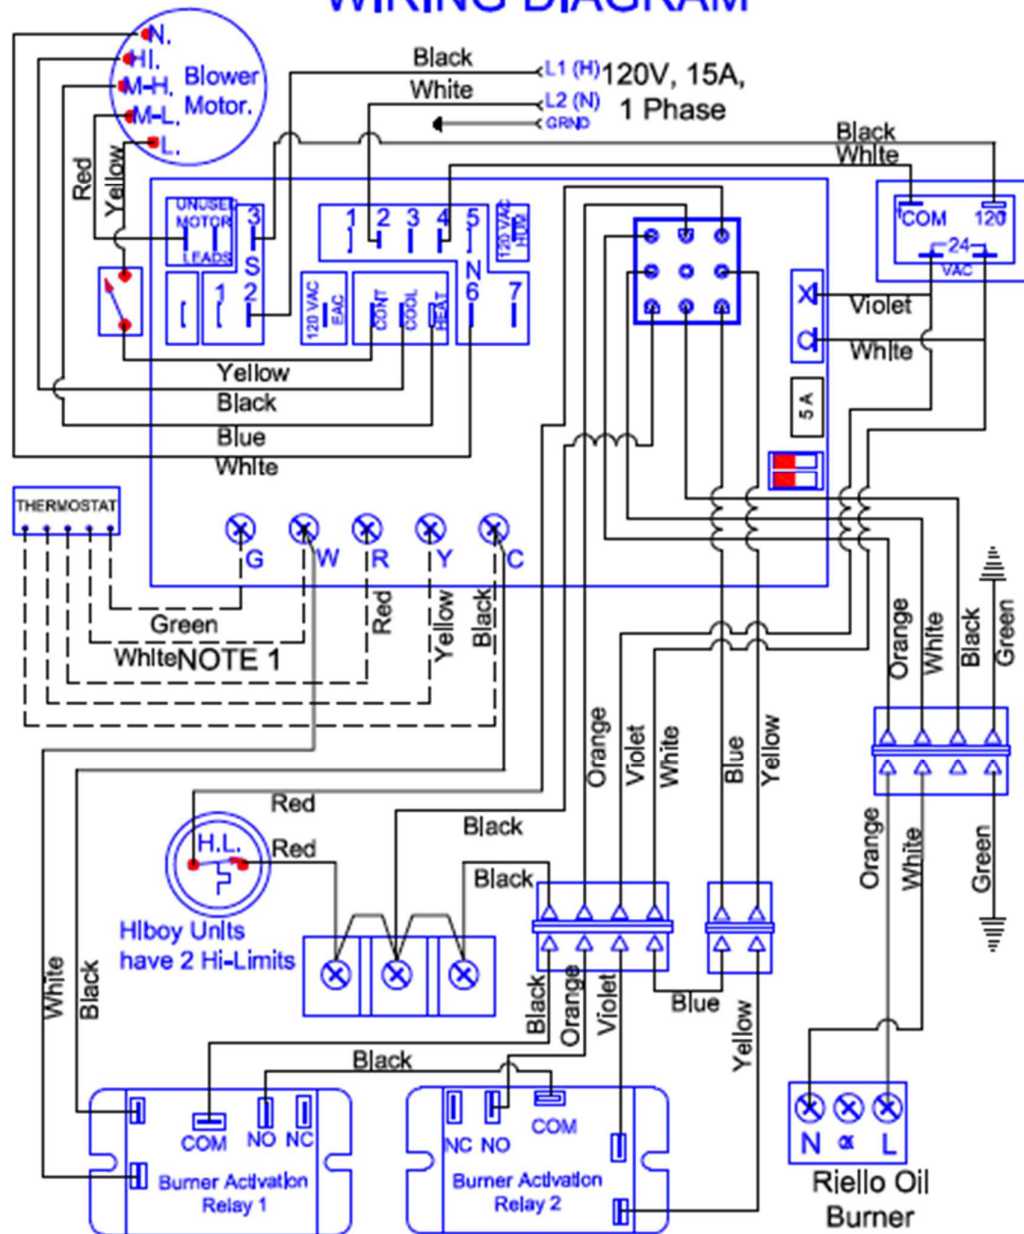 WIRING DIAGRAM
N.
HI.
M-H.
M-L.
L.
Blower
Motor.
Black
White
L1 (H)
L2 (N)
GRND
120V, 15A,
1 Phase
Black
White
Red
Yellow
UNUSED
MOTOR
LEADS
3
S
1
2
1
2
3
4
5
N
6
7
120 VAC
HUM
120 VAC
EAC
CONT
COOL
HEAT
COM
120
24
VAC
X
Violet
White
5 A
Yellow
Black
Blue
White
THERMOSTAT
G
W
R
Y
C
Green
White NOTE 1
Red
Yellow
Black
Orange
White
Black
Green
Orange
Violet
White
Blue
Yellow
Red
Black
H.L.
Red
Black
Hiboy Units
have 2 Hi-Limits
Orange
White
Green
White
Black
Black
Orange
Violet
Blue
Yellow
Black
COM
NO
NC
Burner Activation
Relay 1
NC
NO
COM
Burner Activation
Relay 2
N
L
Riello Oil
Burner